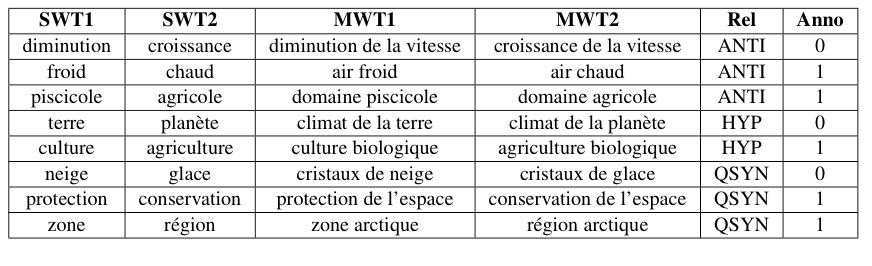 SWT1 SWT2 MWT1 MWT2 Rel Anno
diminution croissance diminution de la vitesse croissance de la vitesse ANTI 0
froid chaud air froid air chaud ANTI 1
piscicole agricole domaine piscicole domaine agricole ANTI 1
terre planète climat de la terre climat de la planète HYP 0
culture agriculture culture biologique agriculture biologique HYP 1
neige glace cristaux de neige cristaux de glace QSYN 0
protection conservation protection de l'espace conservation de l'espace QSYN 1
zone région zone arctique région arctique QSYN 1